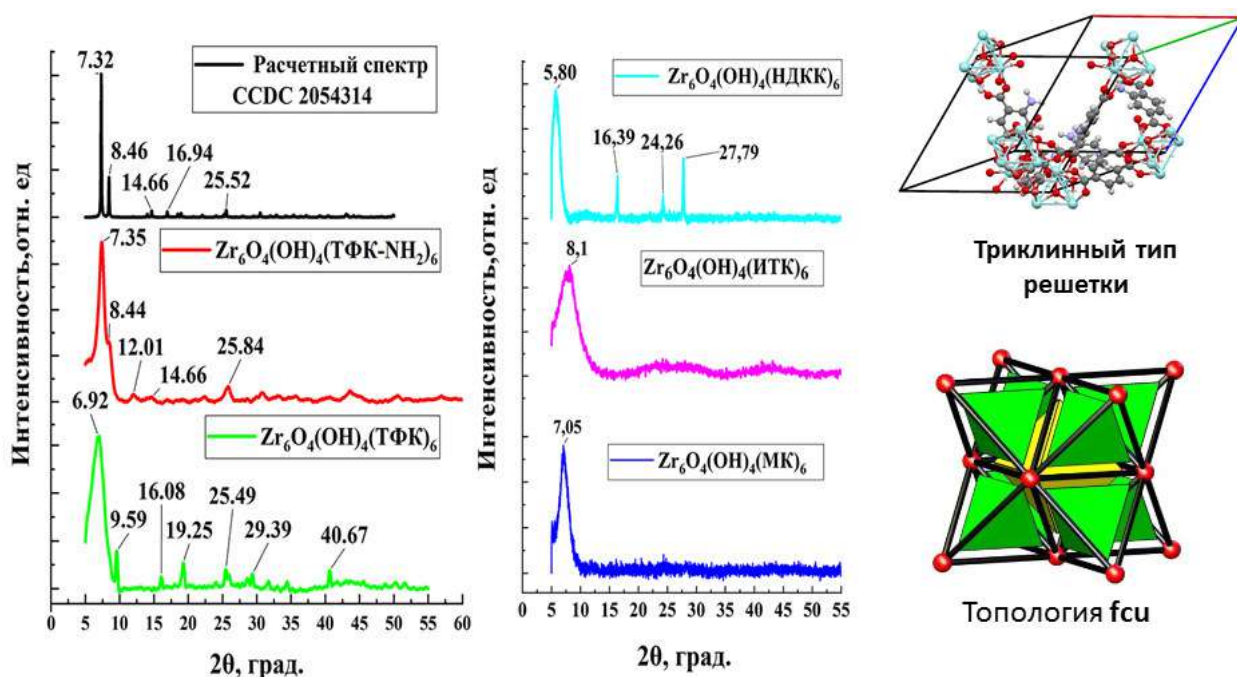 Интенсивность,отн. ед
7.32
8.46
14.66
16.94
25.52
Расчетный спектр
CCDC 2054314
7.35
8.44
12.01
14.66
25.84
Zr₆O₄(OH)₄(ТФК-NH₂)₆
6.92
9.59
16.08
19.25
25.49
29.39
40.67
Zr₆O₄(OH)₄(ТФК)₆
0 5 10 15 20 25 30 35 40 45 50 55 60
2θ, град.
Интенсивность,отн. ед
5,80
16,39
24,26
27,79
Zr₆O₄(OH)₄(НДКК)₆
8,1
Zr₆O₄(OH)₄(ИТК)₆
7,05
Zr₆O₄(OH)₄(МК)₆
0 5 10 15 20 25 30 35 40 45 50 55
2θ, град.
Триклинный тип
решетки
Топология fcu